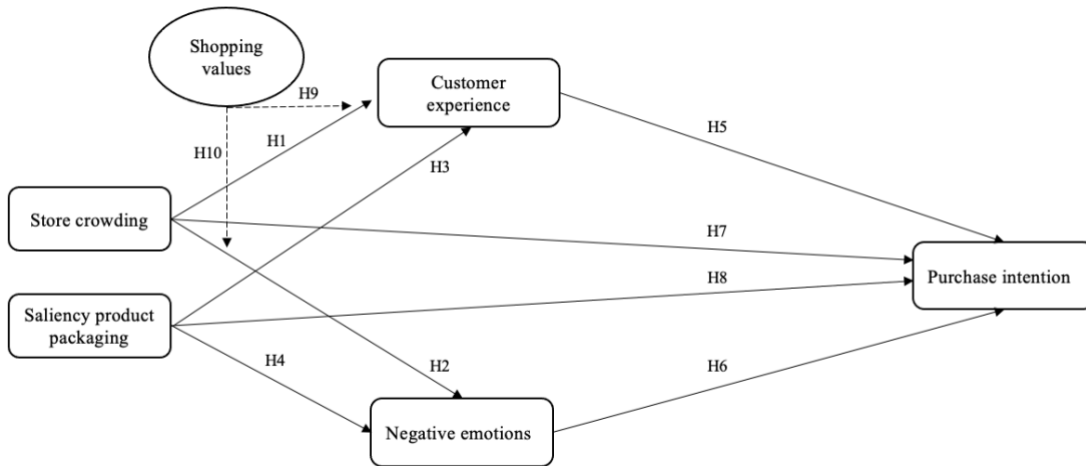 Shopping
values
H9
Customer
experience
H1
H5
H10
H3
Store crowding
H7
Purchase intention
H8
Saliency product
packaging
H4
H2
H6
Negative emotions